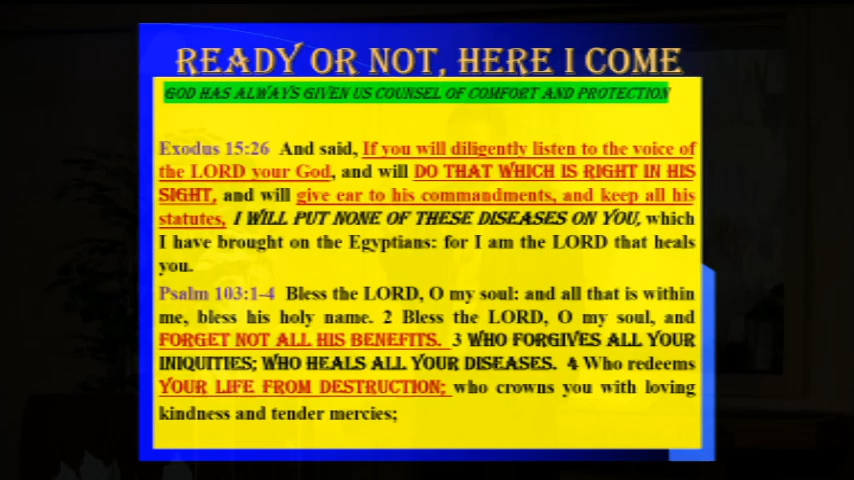 READY OR NOT, HERE I COME
GOD HAS ALWAYS GIVEN US COUNSEL OF COMFORT AND PROTECTION
Exodus 15:26 And said, If you will diligently listen to the voice of
the LORD your God, and will DO THAT WHICH IS RIGHT IN HIS
SIGHT, and will give ear to his commandments, and keep all his
statutes, I WILL PUT NONE OF THESE DISEASES ON YOU, which
I have brought on the Egyptians: for I am the LORD that heals
you.
Psalm 103:1-4 Bless the LORD, O my soul: and all that is within
me, bless his holy name. 2 Bless the LORD, O my soul, and
FORGET NOT ALL HIS BENEFITS. 3 WHO FORGIVES ALL YOUR
INIQUITIES; WHO HEALS ALL YOUR DISEASES. 4 Who redeems
YOUR LIFE FROM DESTRUCTION; who crowns you with loving
kindness and tender mercies;